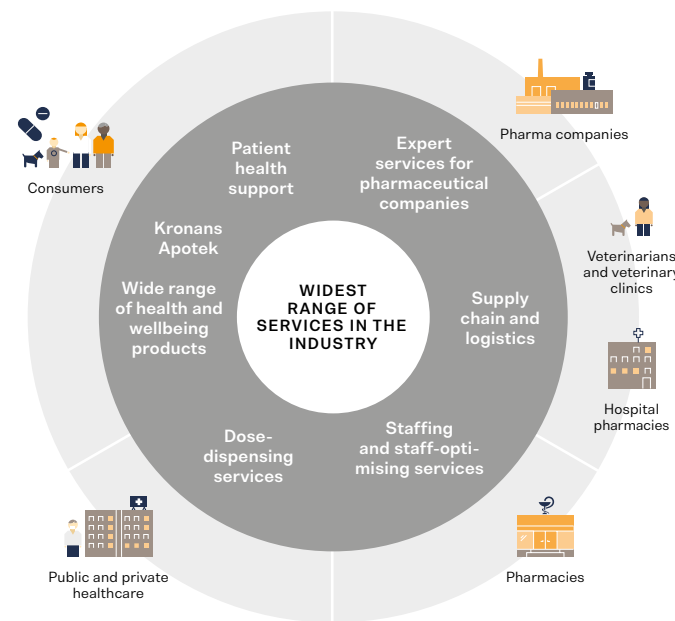 Pharma companies
Consumers
Patient
health
support
Expert
services for
pharmaceutical
companies
Kronans
Apotek
Wide range
of health and
wellbeing
products
WIDEST
RANGE OF
SERVICES IN THE
INDUSTRY
Supply
chain and
logistics
Veterinarians
and veterinary
clinics
Hospital
pharmacies
Dose-
dispensing
services
Staffing
and staff-opti-
mising services
Public and private
healthcare
Pharmacies